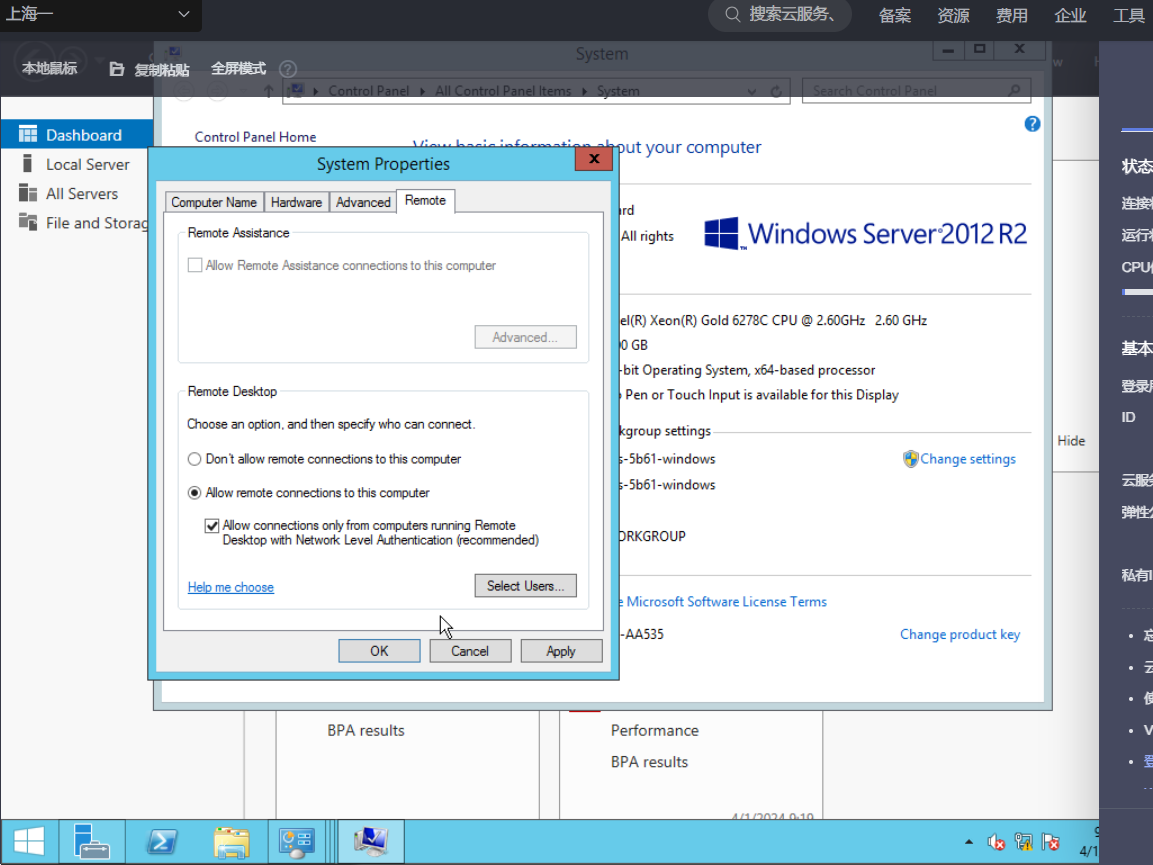 上海一
搜索云服务、
备案
资源
费用
企业
工具
本地鼠标
复制粘贴
全屏模式
System
Control Panel
All Control Panel Items
System
Search Control Panel
Dashboard
Local Server
All Servers
File and Storag
Control Panel Home
View basic information about your computer
System Properties
Computer Name
Hardware
Advanced
Remote
Remote Assistance
Allow Remote Assistance connections to this computer
Advanced...
Remote Desktop
Choose an option, and then specify who can connect.
Don't allow remote connections to this computer
Allow remote connections to this computer
Allow connections only from computers running Remote
Desktop with Network Level Authentication (recommended)
Help me choose
Select Users...
OK
Cancel
Apply
rd
All rights
Windows Server 2012 R2
el(R) Xeon(R) Gold 6278C CPU @ 2.60GHz 2.60 GHz
0 GB
-bit Operating System, x64-based processor
Pen or Touch Input is available for this Display
kgroup settings
s-5b61-windows
Change settings
s-5b61-windows
ORKGROUP
e Microsoft Software License Terms
-AA535
Change product key
Hide
BPA results
Performance
BPA results
4/1/2024 9:19
状态
连接
运行
CPU
基本
登录
ID
云服
弹性
私有
V
登
9
4/1